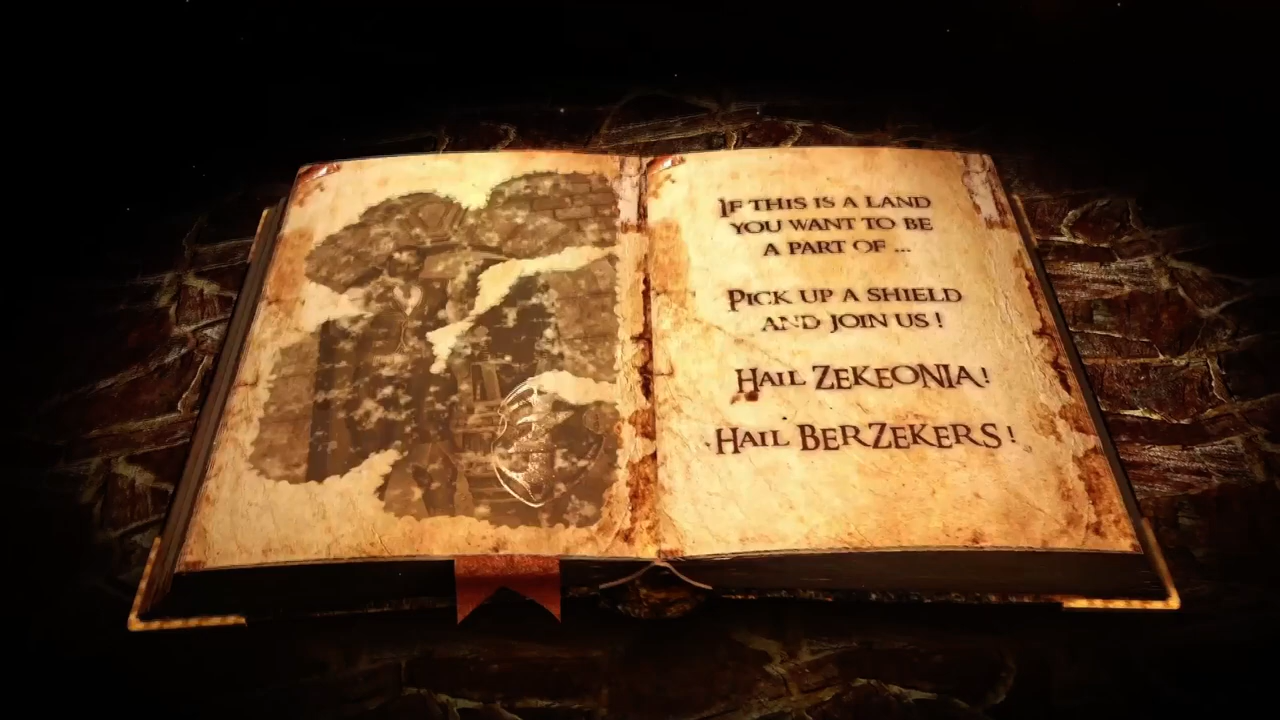 If this is a land
you want to be
a part of ...
Pick up a shield
and join us !
Hail ZEKEONIA!
Hail BERZEKERS!